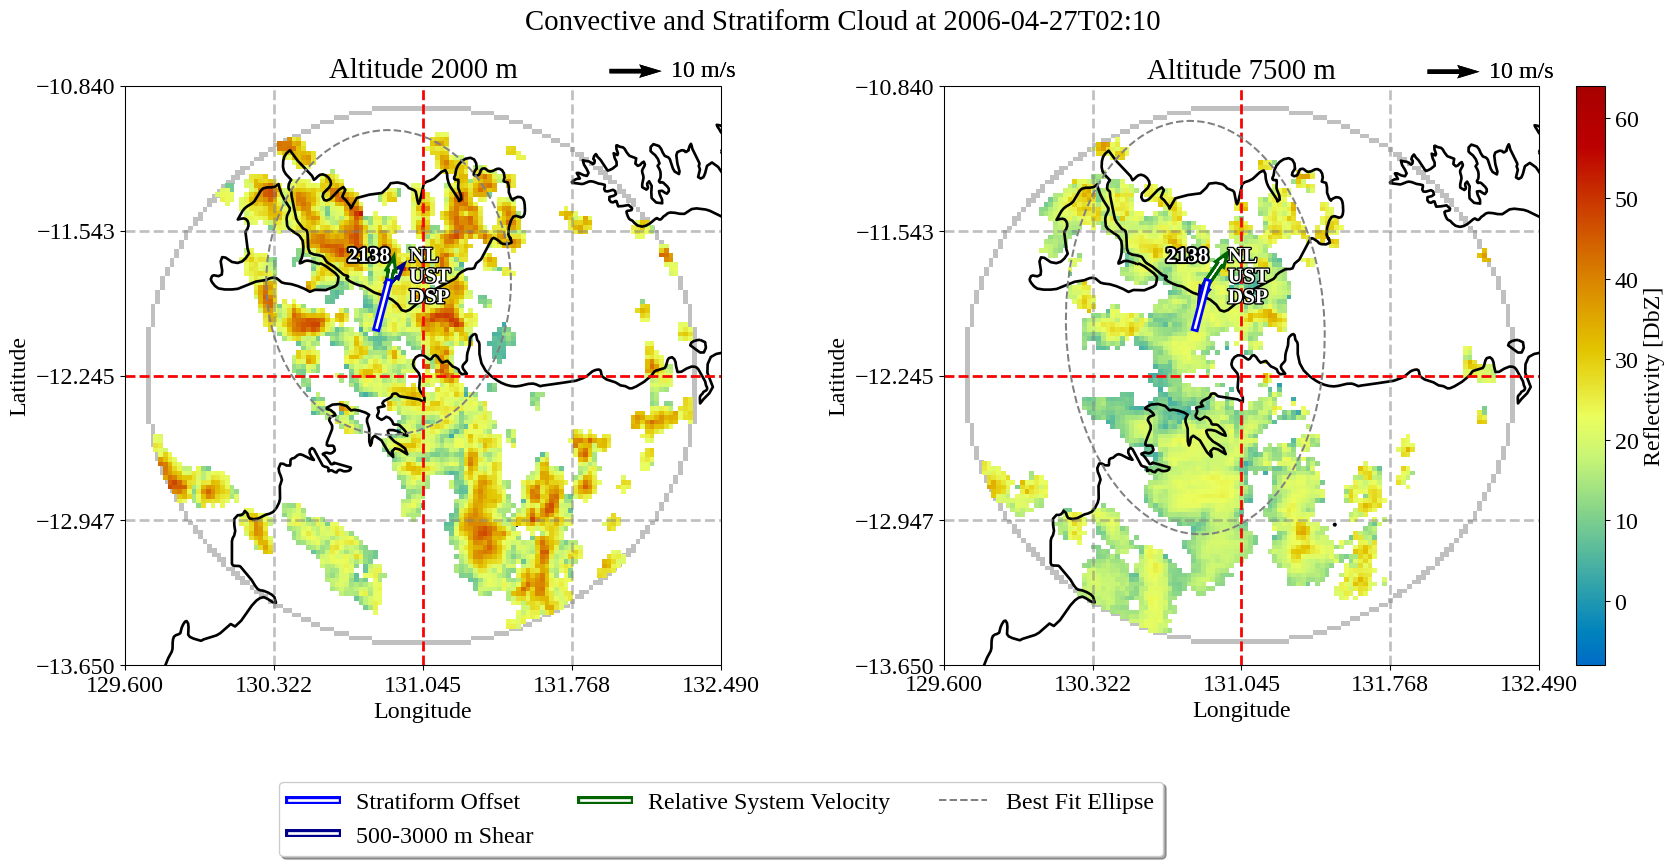 Convective and Stratiform Cloud at 2006-04-27T02:10
Altitude 2000 m
10 m/s
−10.840
−11.543
−12.245
−12.947
−13.650
Latitude
2138
NL
UST
DSP
129.600
130.322
131.045
131.768
132.490
Longitude
Altitude 7500 m
10 m/s
−10.840
−11.543
−12.245
−12.947
−13.650
Latitude
2138
NL
UST
DSP
129.600
130.322
131.045
131.768
132.490
Longitude
60
50
40
30
20
10
0
Reflectivity [DbZ]
Stratiform Offset
500-3000 m Shear
Relative System Velocity
Best Fit Ellipse